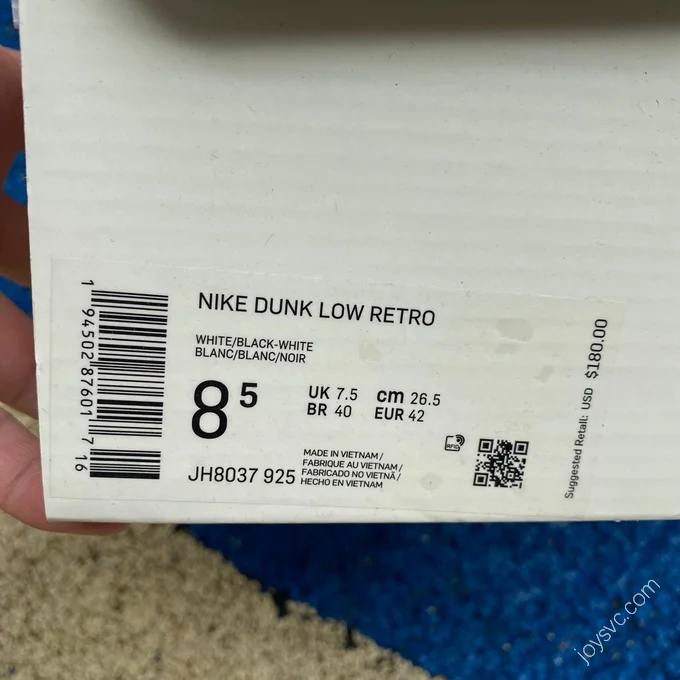 NIKE DUNK LOW RETRO
WHITE/BLACK-WHITE
BLANC/BLANC/NOIR
8 5
UK 7.5 cm 26.5
BR 40 EUR 42
JH8037 925
MADE IN VIETNAM /
FABRIQUE AU VIETNAM /
FABRICADO NO VIETNÃ /
HECHO EN VIETNAM
RFID
Suggested Retail: USD $180.00
1 94502 87601 7 16
joysvc.com